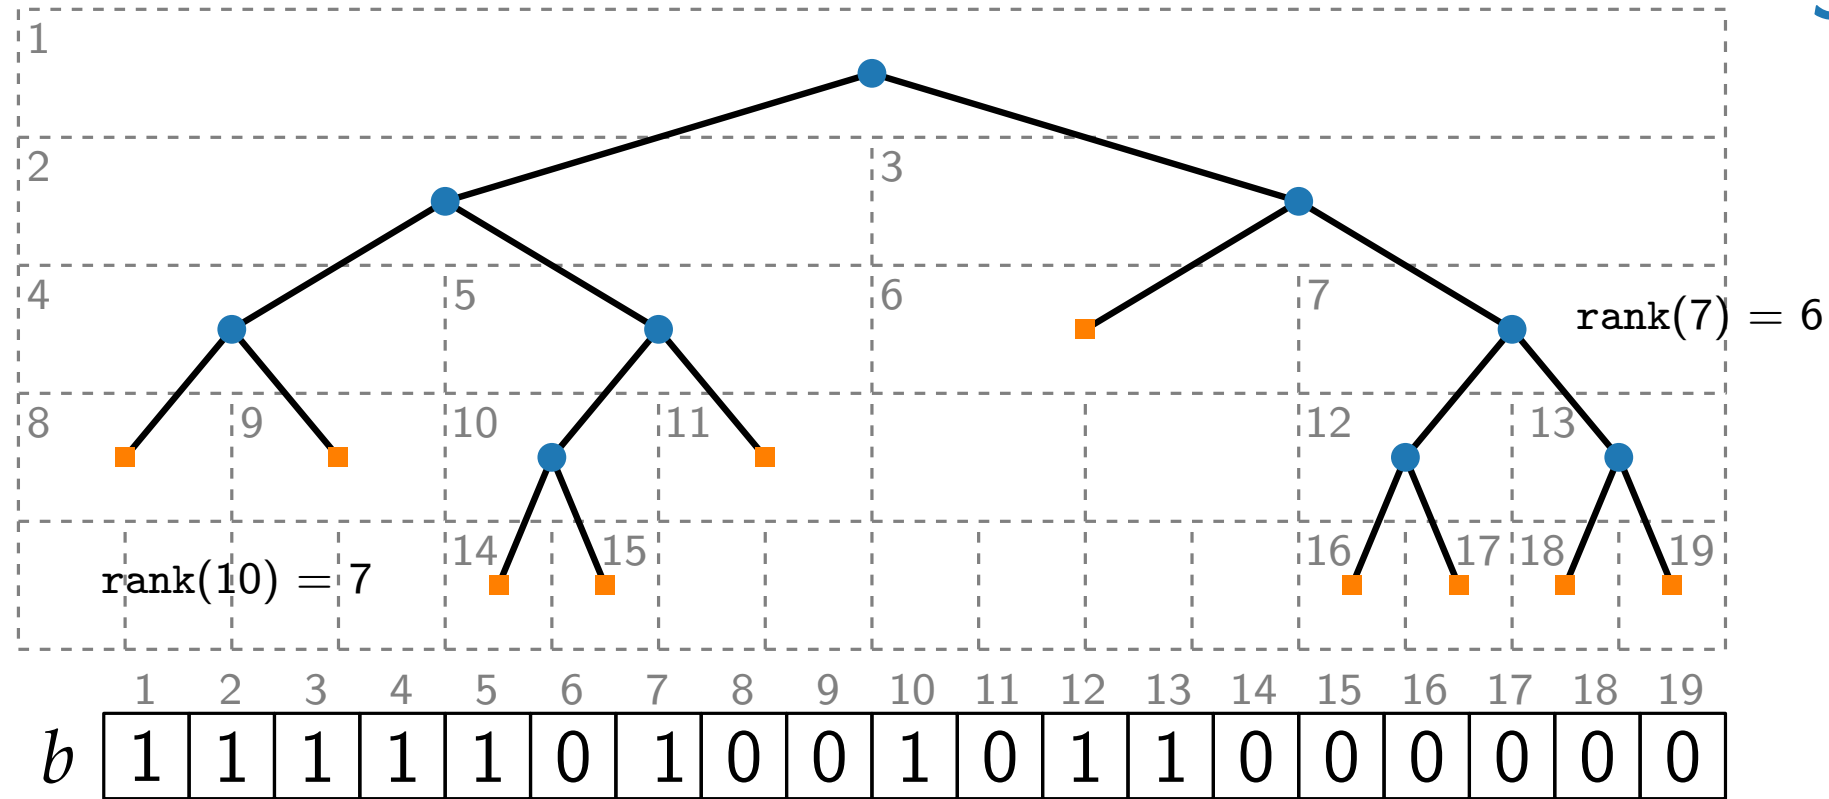 1
2 3
4 5 6 7
rank(7) = 6
8 9 10 11 12 13
14 15 16 17 18 19
rank(10) = 7
1 2 3 4 5 6 7 8 9 10 11 12 13 14 15 16 17 18 19
b 1 1 1 1 1 0 1 0 0 1 0 1 1 0 0 0 0 0 0